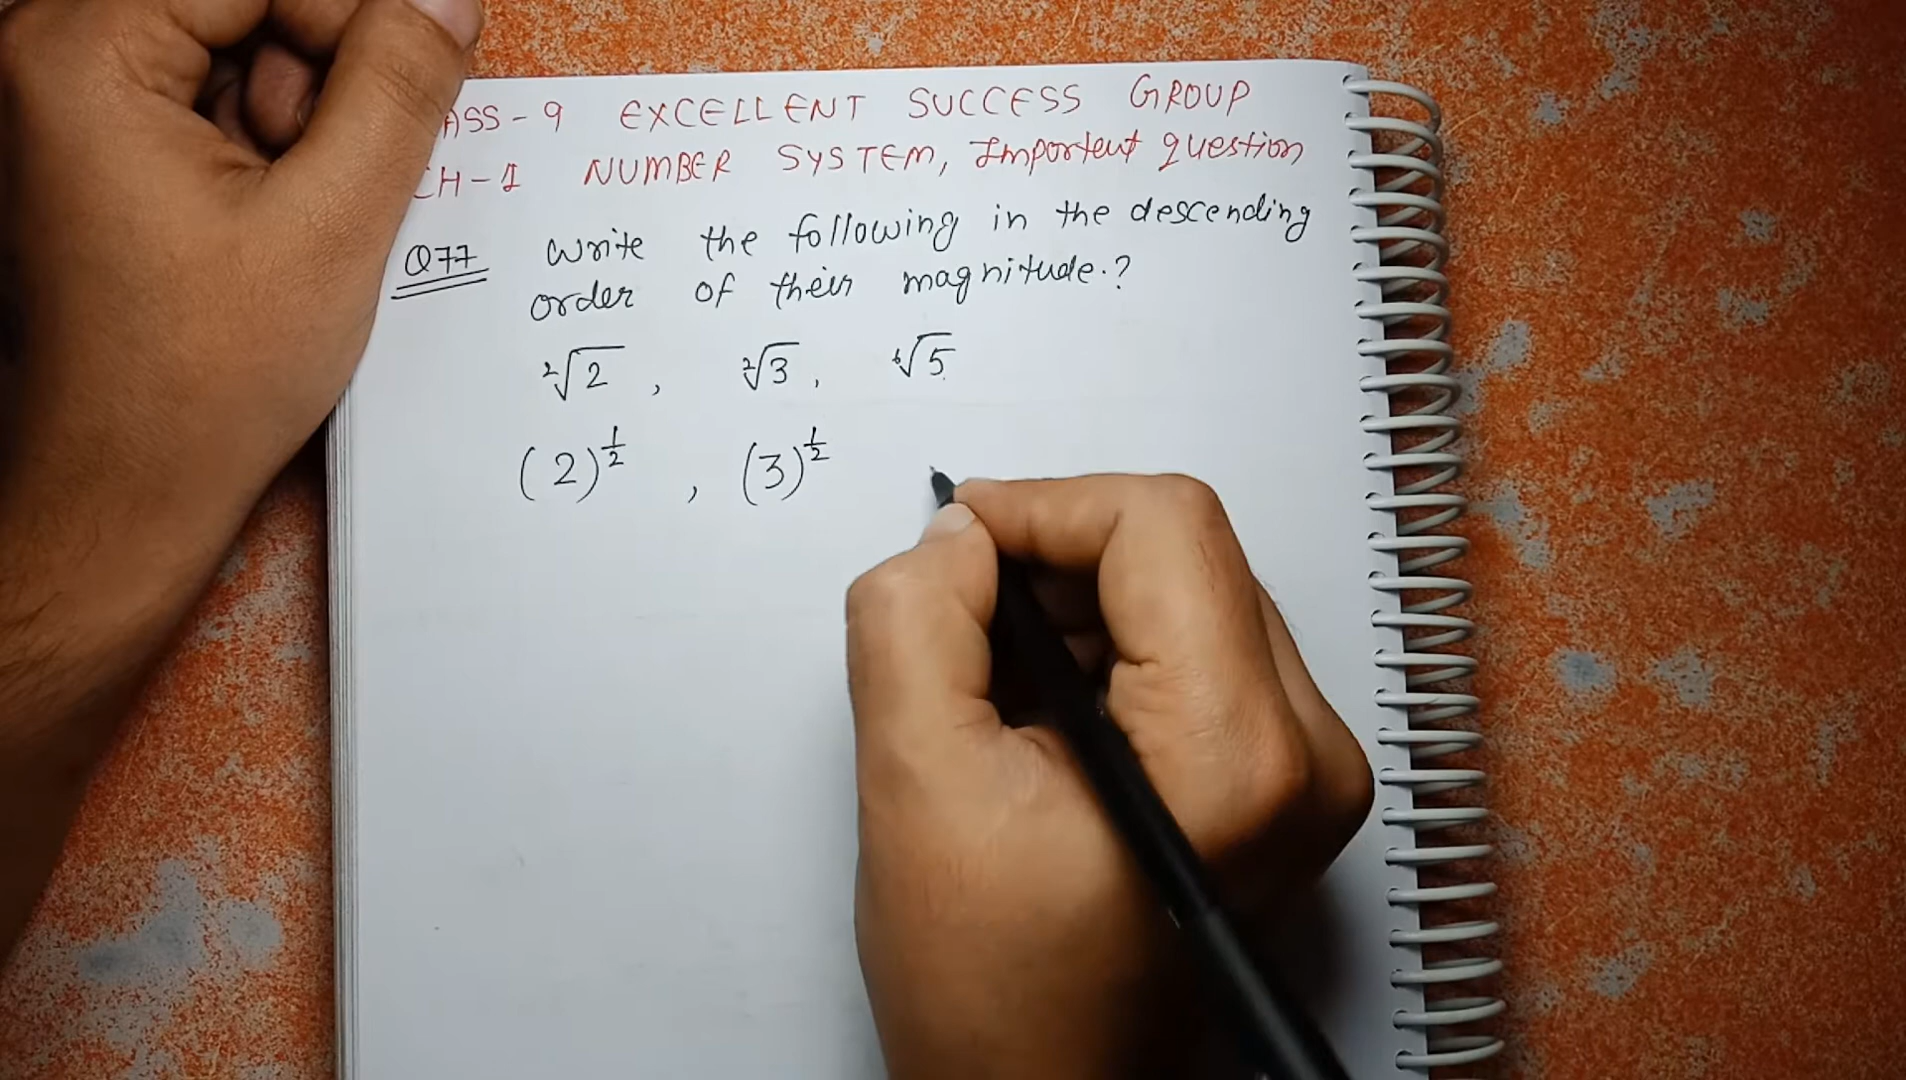 ASS - 9 EXCELLENT SUCCESS GROUP
CH - 1 NUMBER SYSTEM, Importent question
Q77 Write the following in the descending
order of their magnitude.?
²√2 , ²√3 , ⁶√5
(2)^½ , (3)^½